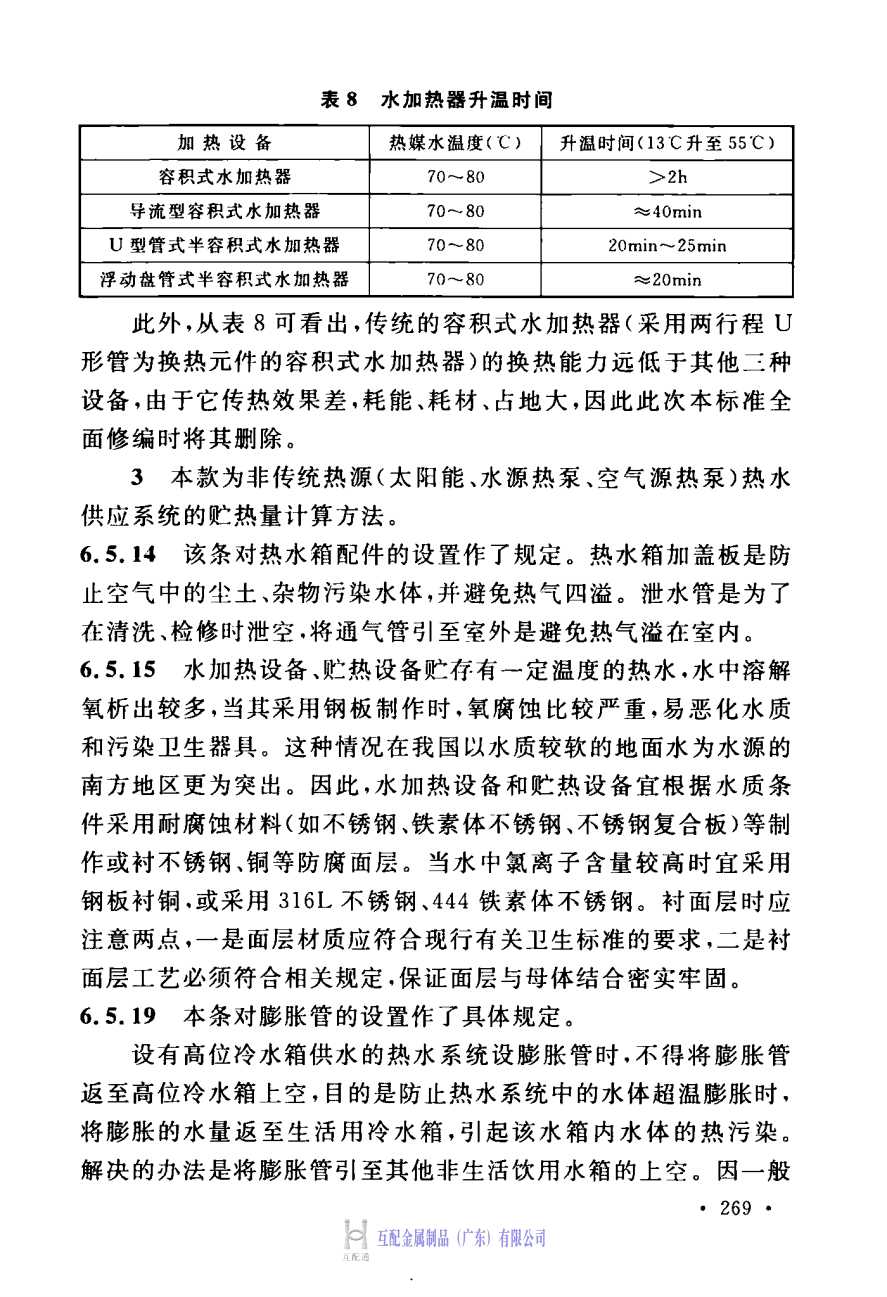 表 8　水加热器升温时间
加 热 设 备　热媒水温度(℃)　升温时间(13℃升至 55℃)
容积式水加热器　70～80　>2h
导流型容积式水加热器　70～80　≈40min
U 型管式半容积式水加热器　70～80　20min～25min
浮动盘管式半容积式水加热器　70～80　≈20min
此外,从表 8 可看出,传统的容积式水加热器(采用两行程 U
形管为换热元件的容积式水加热器)的换热能力远低于其他三种
设备,由于它传热效果差,耗能、耗材、占地大,因此此次本标准全
面修编时将其删除。
3　本款为非传统热源(太阳能、水源热泵、空气源热泵)热水
供应系统的贮热量计算方法。
6.5.14　该条对热水箱配件的设置作了规定。热水箱加盖板是防
止空气中的尘土、杂物污染水体,并避免热气四溢。泄水管是为了
在清洗、检修时泄空,将通气管引至室外是避免热气溢在室内。
6.5.15　水加热设备、贮热设备贮存有一定温度的热水,水中溶解
氧析出较多,当其采用钢板制作时,氧腐蚀比较严重,易恶化水质
和污染卫生器具。这种情况在我国以水质较软的地面水为水源的
南方地区更为突出。因此,水加热设备和贮热设备宜根据水质条
件采用耐腐蚀材料(如不锈钢、铁素体不锈钢、不锈钢复合板)等制
作或衬不锈钢、铜等防腐面层。当水中氯离子含量较高时宜采用
钢板衬铜,或采用 316L 不锈钢、444 铁素体不锈钢。衬面层时应
注意两点,一是面层材质应符合现行有关卫生标准的要求,二是衬
面层工艺必须符合相关规定,保证面层与母体结合密实牢固。
6.5.19　本条对膨胀管的设置作了具体规定。
设有高位冷水箱供水的热水系统设膨胀管时,不得将膨胀管
返至高位冷水箱上空,目的是防止热水系统中的水体超温膨胀时,
将膨胀的水量返至生活用冷水箱,引起该水箱内水体的热污染。
解决的办法是将膨胀管引至其他非生活饮用水箱的上空。因一般
• 269 •
互配金属制品（广东）有限公司
互配通